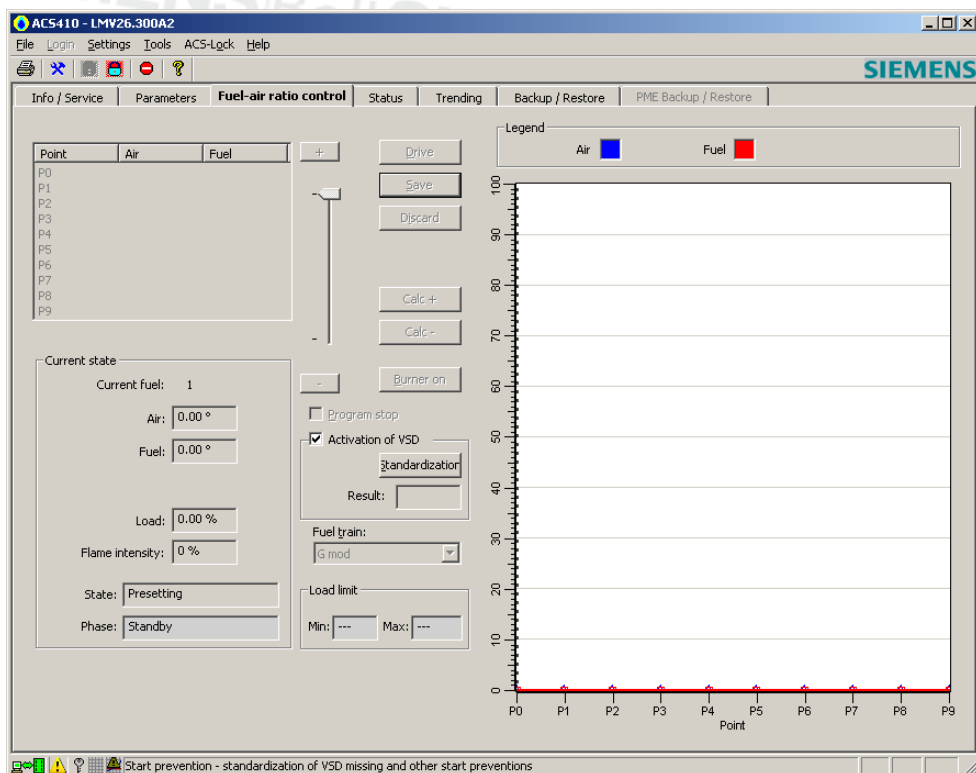 ACS410 - LMV26.300A2
File Login Settings Tools ACS-Lock Help
SIEMENS
Info / Service Parameters Fuel-air ratio control Status Trending Backup / Restore PME Backup / Restore
Point Air Fuel
P0
P1
P2
P3
P4
P5
P6
P7
P8
P9
+
-
-
-
Drive
Save
Discard
Calc +
Calc -
Burner on
Current state
Current fuel: 1
Air: 0.00 °
Fuel: 0.00 °
Load: 0.00 %
Flame intensity: 0 %
State: Presetting
Phase: Standby
Program stop
Activation of VSD
Standardization
Result:
Fuel train:
G mod
Load limit
Min: --- Max: ---
Legend
Air Fuel
100
90
80
70
60
50
40
30
20
10
0
P0 P1 P2 P3 P4 P5 P6 P7 P8 P9
Point
Start prevention - standardization of VSD missing and other start preventions